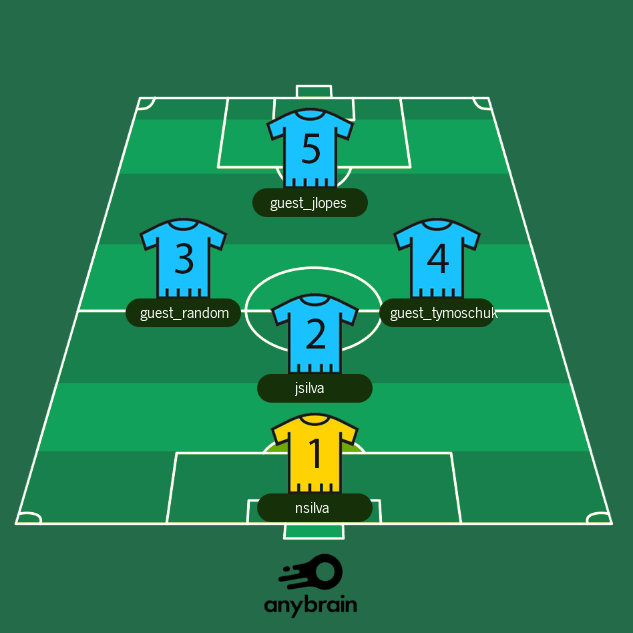 5
guest_jlopes
3
4
guest_random
guest_tymoschuk
2
jsilva
1
nsilva
anybrain